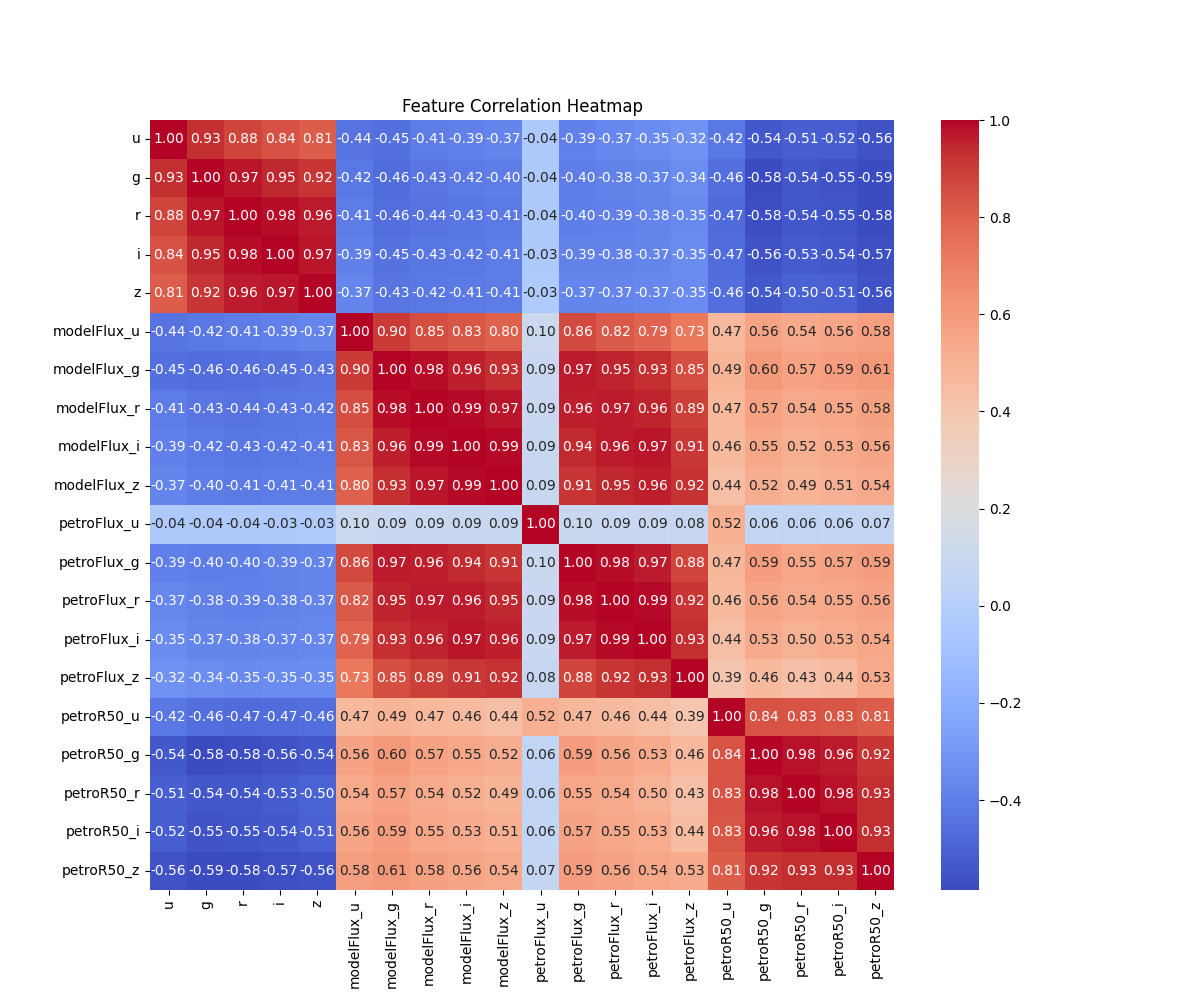 Feature Correlation Heatmap
u 1.00 0.93 0.88 0.84 0.81 -0.44 -0.45 -0.41 -0.39 -0.37 -0.04 -0.39 -0.37 -0.35 -0.32 -0.42 -0.54 -0.51 -0.52 -0.56
g 0.93 1.00 0.97 0.95 0.92 -0.42 -0.46 -0.43 -0.42 -0.40 -0.04 -0.40 -0.38 -0.37 -0.34 -0.46 -0.58 -0.54 -0.55 -0.59
r 0.88 0.97 1.00 0.98 0.96 -0.41 -0.46 -0.44 -0.43 -0.41 -0.04 -0.40 -0.39 -0.38 -0.35 -0.47 -0.58 -0.54 -0.55 -0.58
i 0.84 0.95 0.98 1.00 0.97 -0.39 -0.45 -0.43 -0.42 -0.41 -0.03 -0.39 -0.38 -0.37 -0.35 -0.47 -0.56 -0.53 -0.54 -0.57
z 0.81 0.92 0.96 0.97 1.00 -0.37 -0.43 -0.42 -0.41 -0.41 -0.03 -0.37 -0.37 -0.37 -0.35 -0.46 -0.54 -0.50 -0.51 -0.56
modelFlux_u -0.44 -0.42 -0.41 -0.39 -0.37 1.00 0.90 0.85 0.83 0.80 0.10 0.86 0.82 0.79 0.73 0.47 0.56 0.54 0.56 0.58
modelFlux_g -0.45 -0.46 -0.46 -0.45 -0.43 0.90 1.00 0.98 0.96 0.93 0.09 0.97 0.95 0.93 0.85 0.49 0.60 0.57 0.59 0.61
modelFlux_r -0.41 -0.43 -0.44 -0.43 -0.42 0.85 0.98 1.00 0.99 0.97 0.09 0.96 0.97 0.96 0.89 0.47 0.57 0.54 0.55 0.58
modelFlux_i -0.39 -0.42 -0.43 -0.42 -0.41 0.83 0.96 0.99 1.00 0.99 0.09 0.94 0.96 0.97 0.91 0.46 0.55 0.52 0.53 0.56
modelFlux_z -0.37 -0.40 -0.41 -0.41 -0.41 0.80 0.93 0.97 0.99 1.00 0.09 0.91 0.95 0.96 0.92 0.44 0.52 0.49 0.51 0.54
petroFlux_u -0.04 -0.04 -0.04 -0.03 -0.03 0.10 0.09 0.09 0.09 0.09 1.00 0.10 0.09 0.09 0.08 0.52 0.06 0.06 0.06 0.07
petroFlux_g -0.39 -0.40 -0.40 -0.39 -0.37 0.86 0.97 0.96 0.94 0.91 0.10 1.00 0.98 0.97 0.88 0.47 0.59 0.55 0.57 0.59
petroFlux_r -0.37 -0.38 -0.39 -0.38 -0.37 0.82 0.95 0.97 0.96 0.95 0.09 0.98 1.00 0.99 0.92 0.46 0.56 0.54 0.55 0.56
petroFlux_i -0.35 -0.37 -0.38 -0.37 -0.37 0.79 0.93 0.96 0.97 0.96 0.09 0.97 0.99 1.00 0.93 0.44 0.53 0.50 0.53 0.54
petroFlux_z -0.32 -0.34 -0.35 -0.35 -0.35 0.73 0.85 0.89 0.91 0.92 0.08 0.88 0.92 0.93 1.00 0.39 0.46 0.43 0.44 0.53
petroR50_u -0.42 -0.46 -0.47 -0.47 -0.46 0.47 0.49 0.47 0.46 0.44 0.52 0.47 0.46 0.44 0.39 1.00 0.84 0.83 0.83 0.81
petroR50_g -0.54 -0.58 -0.58 -0.56 -0.54 0.56 0.60 0.57 0.55 0.52 0.06 0.59 0.56 0.53 0.46 0.84 1.00 0.98 0.96 0.92
petroR50_r -0.51 -0.54 -0.54 -0.53 -0.50 0.54 0.57 0.54 0.52 0.49 0.06 0.55 0.54 0.50 0.43 0.83 0.98 1.00 0.98 0.93
petroR50_i -0.52 -0.55 -0.55 -0.54 -0.51 0.56 0.59 0.55 0.53 0.51 0.06 0.57 0.55 0.53 0.44 0.83 0.96 0.98 1.00 0.93
petroR50_z -0.56 -0.59 -0.58 -0.57 -0.56 0.58 0.61 0.58 0.56 0.54 0.07 0.59 0.56 0.54 0.53 0.81 0.92 0.93 0.93 1.00
u g r i z modelFlux_u modelFlux_g modelFlux_r modelFlux_i modelFlux_z petroFlux_u petroFlux_g petroFlux_r petroFlux_i petroFlux_z petroR50_u petroR50_g petroR50_r petroR50_i petroR50_z
1.0
0.8
0.6
0.4
0.2
0.0
−0.2
−0.4